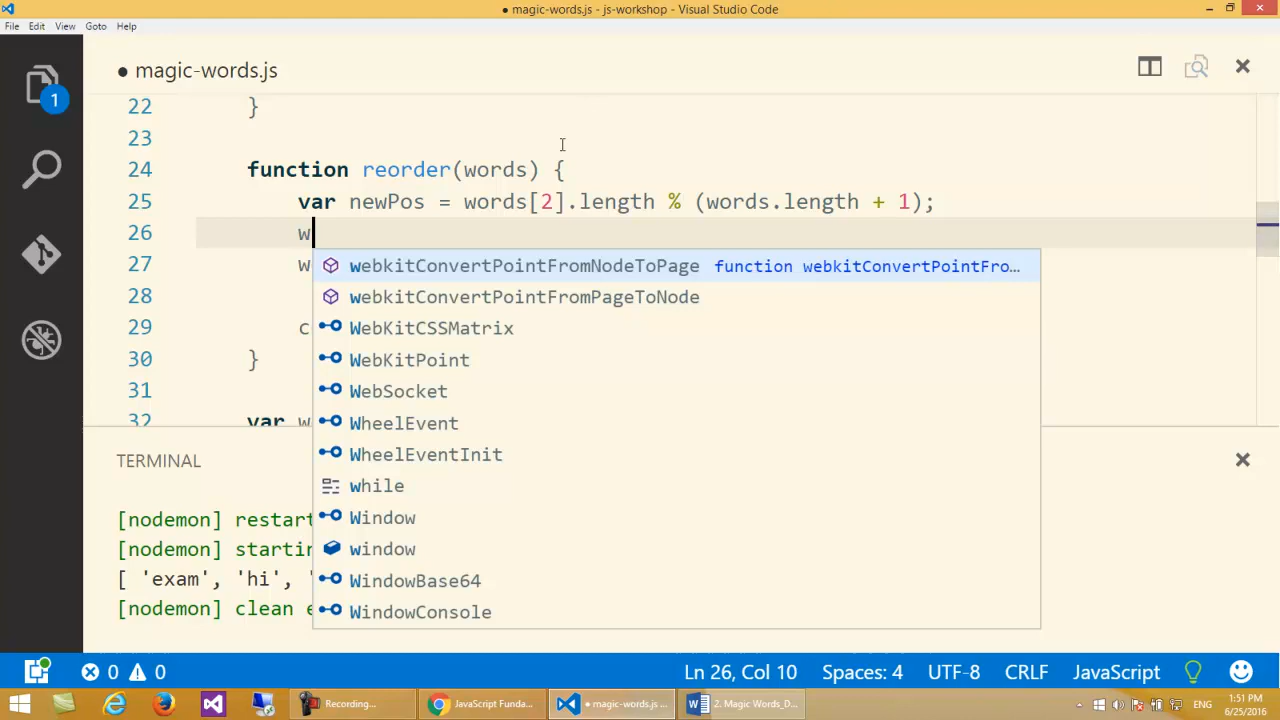 ● magic-words.js - js-workshop - Visual Studio Code
File Edit View Goto Help
● magic-words.js
1
22 }
23
24 function reorder(words) {
25 var newPos = words[2].length % (words.length + 1);
26 w
27 w
28
29 c
30 }
31
32 var w
webkitConvertPointFromNodeToPage function webkitConvertPointFro…
webkitConvertPointFromPageToNode
WebKitCSSMatrix
WebKitPoint
WebSocket
WheelEvent
WheelEventInit
while
Window
window
WindowBase64
WindowConsole
TERMINAL
[nodemon] restart
[nodemon] startin
[ 'exam', 'hi', '
[nodemon] clean e
0 0 Ln 26, Col 10 Spaces: 4 UTF-8 CRLF JavaScript
Recording... JavaScript Funda... ● magic-words.js ... 2. Magic Words_D... ENG
1:51 PM
6/25/2016